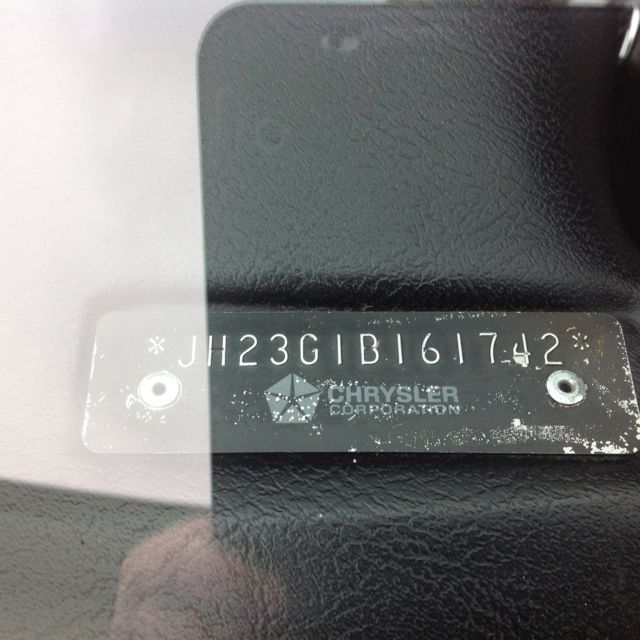 *JH23G1B161742*
CHRYSLER
CORPORATION